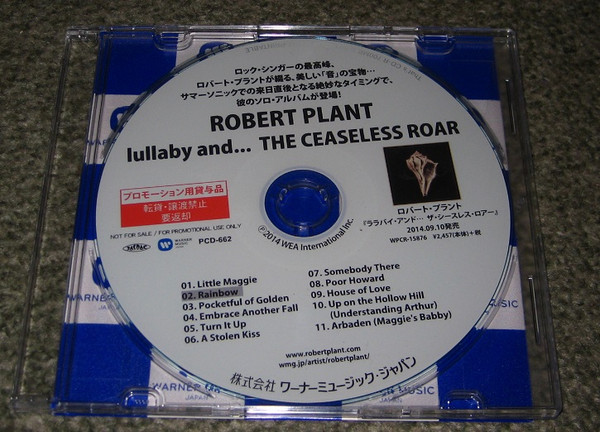 ロック・シンガーの最高峰、
ロバート・プラントが綴る、美しい「音」の宝物…
サマーソニックでの来日直後となる絶妙なタイミングで、
彼のソロ・アルバムが登場!
ROBERT PLANT
lullaby and... THE CEASELESS ROAR
プロモーション用貸与品
転貸・譲渡禁止
要返却
NOT FOR SALE / FOR PROMOTIONAL USE ONLY
WARNER MUSIC JAPAN
PCD-662
Ⓟ2014 WEA International Inc.
ロバート・プラント
『ララバイ・アンド… ザ・シースレス・ロアー』
2014.09.10発売
WPCR-15876 ¥2,457(本体)+税
01. Little Maggie
02. Rainbow
03. Pocketful of Golden
04. Embrace Another Fall
05. Turn It Up
06. A Stolen Kiss
07. Somebody There
08. Poor Howard
09. House of Love
10. Up on the Hollow Hill
(Understanding Arthur)
11. Arbaden (Maggie's Babby)
www.robertplant.com
wmg.jp/artist/robertplant/
株式会社 ワーナーミュージック・ジャパン
WARNER
JAPAN
MUSIC